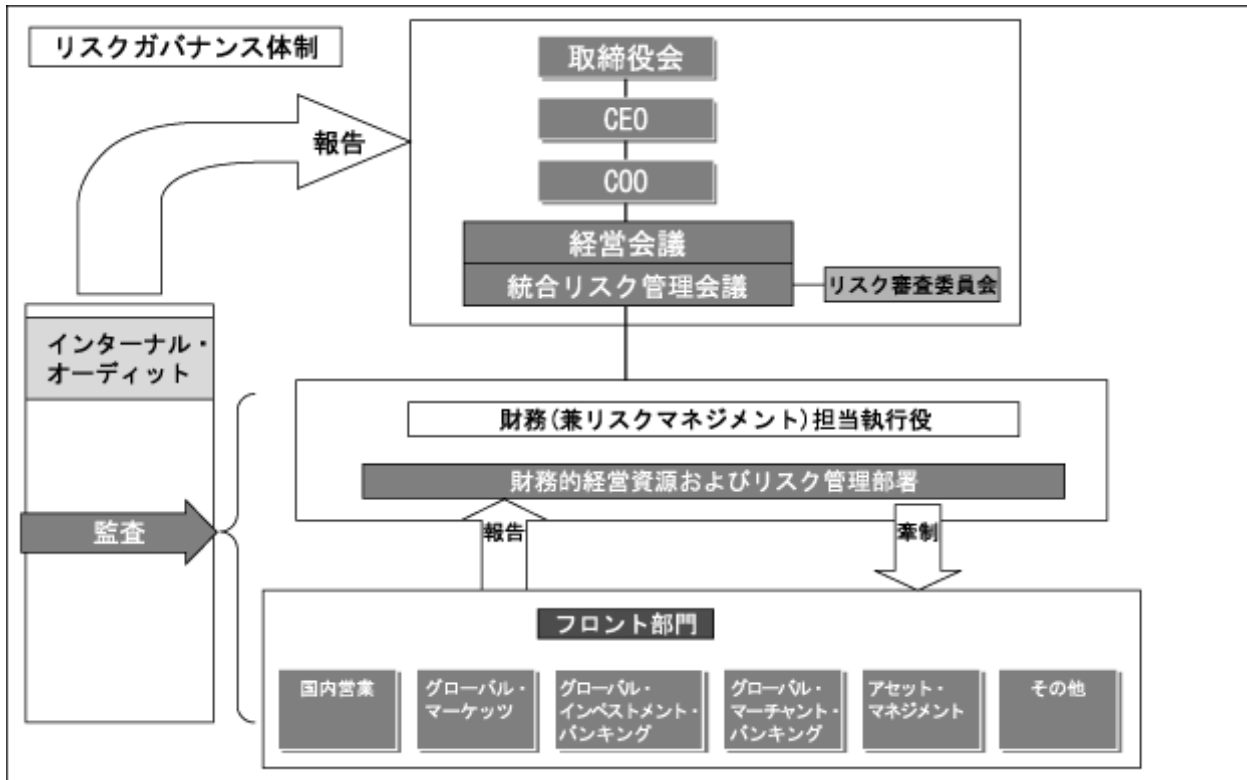 リスクガバナンス体制
取締役会
CEO
COO
経営会議
統合リスク管理会議
リスク審査委員会
報告
インターナル・
オーディット
監査
財務(兼リスクマネジメント)担当執行役
財務的経営資源およびリスク管理部署
報告
牽制
フロント部門
国内営業
グローバル・
マーケッツ
グローバル・
インベストメント・
バンキング
グローバル・
マーチャント・
バンキング
アセット・
マネジメント
その他